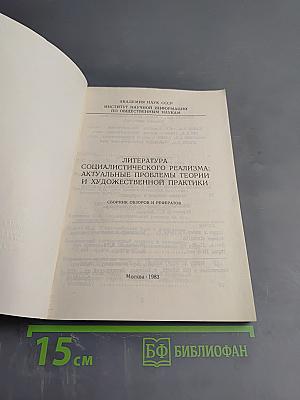 АКАДЕМИЯ НАУК СССР
ИНСТИТУТ НАУЧНОЙ ИНФОРМАЦИИ
ПО ОБЩЕСТВЕННЫМ НАУКАМ
ЛИТЕРАТУРА
СОЦИАЛИСТИЧЕСКОГО РЕАЛИЗМА:
АКТУАЛЬНЫЕ ПРОБЛЕМЫ ТЕОРИИ
И ХУДОЖЕСТВЕННОЙ ПРАКТИКИ
СБОРНИК ОБЗОРОВ И РЕФЕРАТОВ
Москва - 1983
15 см
БФ БИБЛИОФАН